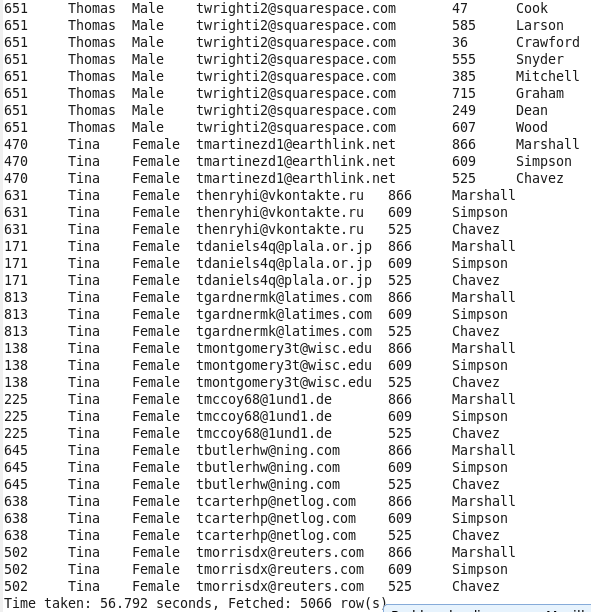 651 Thomas Male twrighti2@squarespace.com 47 Cook
651 Thomas Male twrighti2@squarespace.com 585 Larson
651 Thomas Male twrighti2@squarespace.com 36 Crawford
651 Thomas Male twrighti2@squarespace.com 555 Snyder
651 Thomas Male twrighti2@squarespace.com 385 Mitchell
651 Thomas Male twrighti2@squarespace.com 715 Graham
651 Thomas Male twrighti2@squarespace.com 249 Dean
651 Thomas Male twrighti2@squarespace.com 607 Wood
470 Tina Female tmartinezd1@earthlink.net 866 Marshall
470 Tina Female tmartinezd1@earthlink.net 609 Simpson
470 Tina Female tmartinezd1@earthlink.net 525 Chavez
631 Tina Female thenryhi@vkontakte.ru 866 Marshall
631 Tina Female thenryhi@vkontakte.ru 609 Simpson
631 Tina Female thenryhi@vkontakte.ru 525 Chavez
171 Tina Female tdaniels4q@plala.or.jp 866 Marshall
171 Tina Female tdaniels4q@plala.or.jp 609 Simpson
171 Tina Female tdaniels4q@plala.or.jp 525 Chavez
813 Tina Female tgardnermk@latimes.com 866 Marshall
813 Tina Female tgardnermk@latimes.com 609 Simpson
813 Tina Female tgardnermk@latimes.com 525 Chavez
138 Tina Female tmontgomery3t@wisc.edu 866 Marshall
138 Tina Female tmontgomery3t@wisc.edu 609 Simpson
138 Tina Female tmontgomery3t@wisc.edu 525 Chavez
225 Tina Female tmccoy68@1und1.de 866 Marshall
225 Tina Female tmccoy68@1und1.de 609 Simpson
225 Tina Female tmccoy68@1und1.de 525 Chavez
645 Tina Female tbutlerhw@ning.com 866 Marshall
645 Tina Female tbutlerhw@ning.com 609 Simpson
645 Tina Female tbutlerhw@ning.com 525 Chavez
638 Tina Female tcarterhp@netlog.com 866 Marshall
638 Tina Female tcarterhp@netlog.com 609 Simpson
638 Tina Female tcarterhp@netlog.com 525 Chavez
502 Tina Female tmorrisdx@reuters.com 866 Marshall
502 Tina Female tmorrisdx@reuters.com 609 Simpson
502 Tina Female tmorrisdx@reuters.com 525 Chavez
Time taken: 56.792 seconds, Fetched: 5066 row(s)